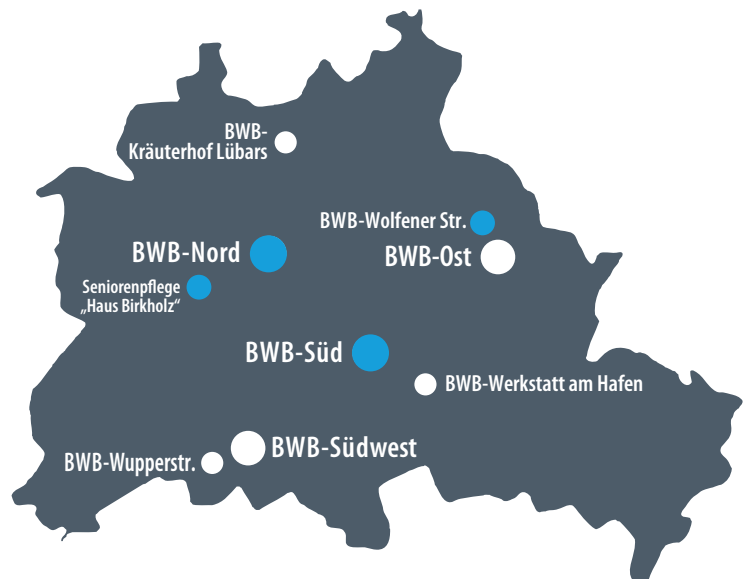 BWB-
Kräuterhof Lübars
BWB-Wolfener Str.
BWB-Nord
BWB-Ost
Seniorenpflege
„Haus Birkholz“
BWB-Süd
BWB-Werkstatt am Hafen
BWB-Südwest
BWB-Wupperstr.